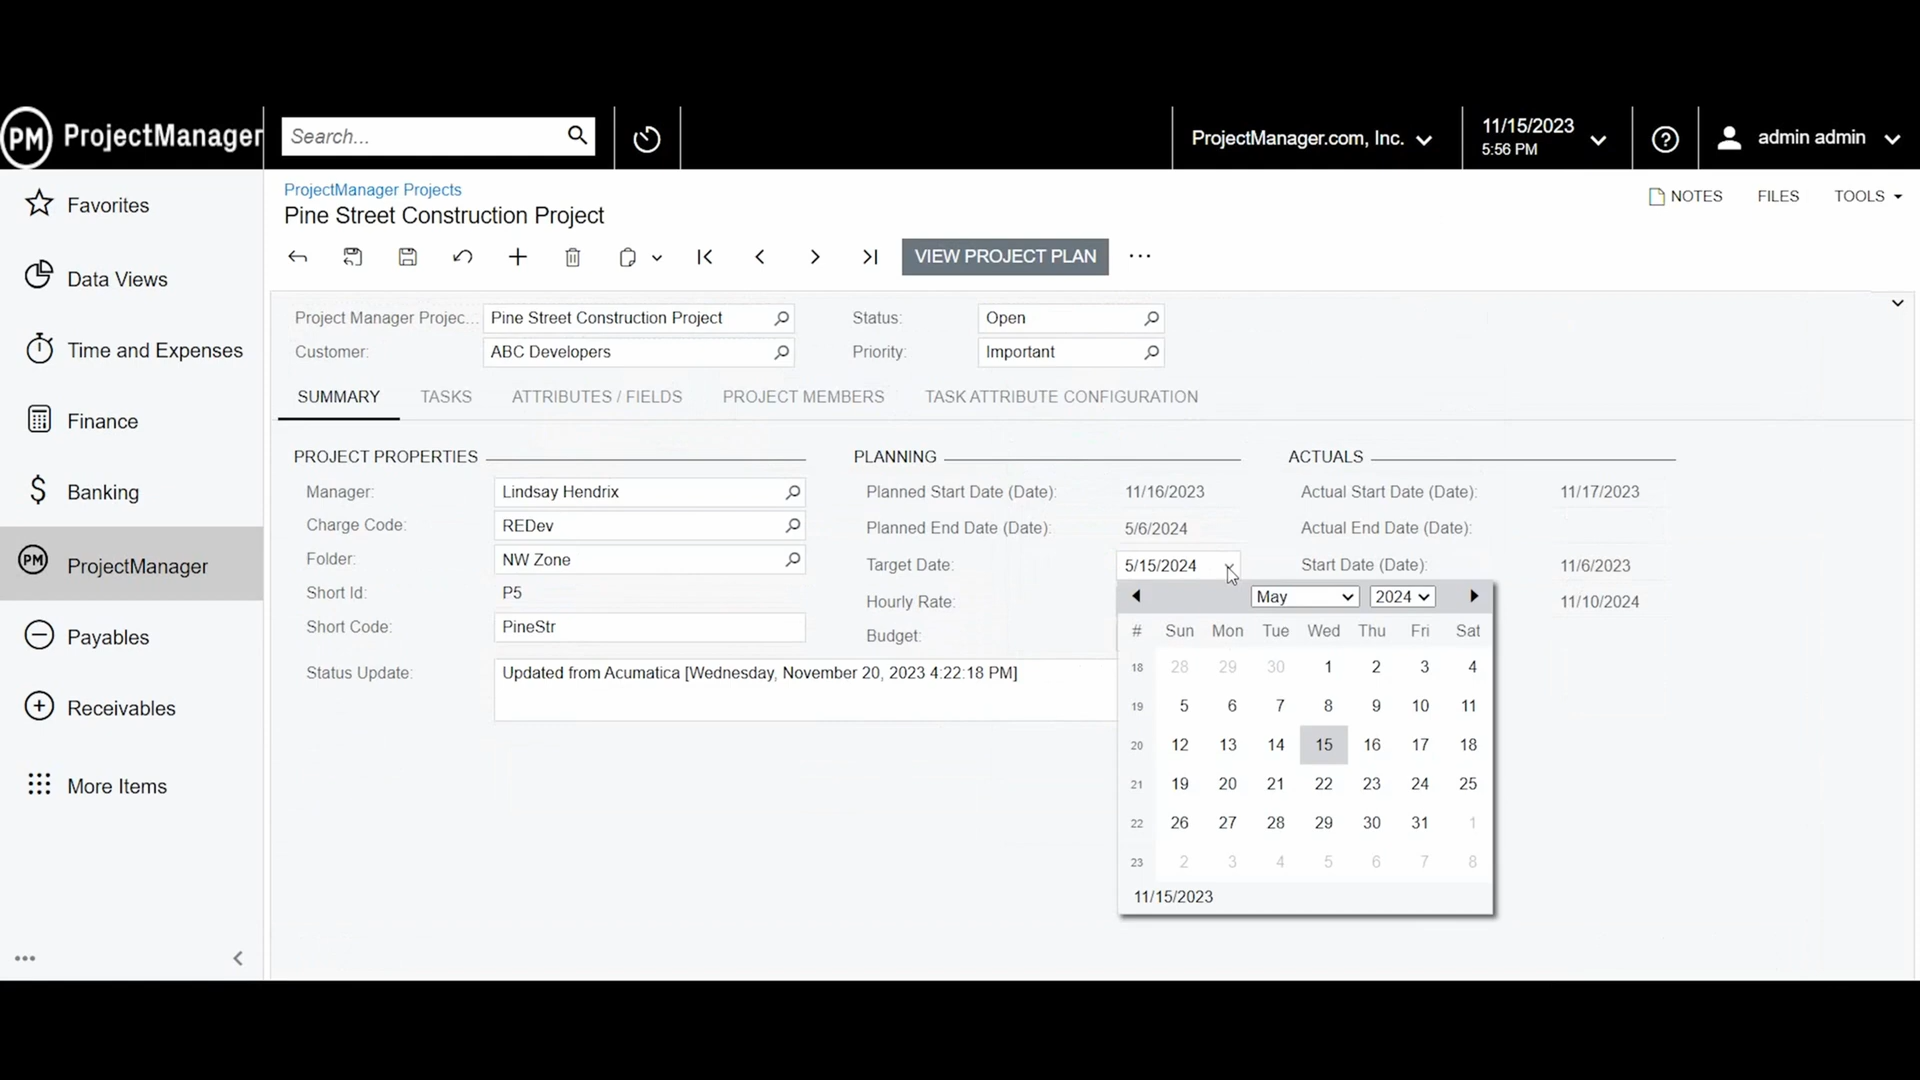 PM ProjectManager
Search...
ProjectManager.com, Inc.
11/15/2023
5:56 PM
?
admin admin
Favorites
Data Views
Time and Expenses
Finance
Banking
PM ProjectManager
Payables
Receivables
More Items
ProjectManager Projects
Pine Street Construction Project
NOTES
FILES
TOOLS
VIEW PROJECT PLAN
Project Manager Projec... Pine Street Construction Project
Status: Open
Customer: ABC Developers
Priority: Important
SUMMARY TASKS ATTRIBUTES / FIELDS PROJECT MEMBERS TASK ATTRIBUTE CONFIGURATION
PROJECT PROPERTIES
Manager: Lindsay Hendrix
Charge Code: REDev
Folder: NW Zone
Short Id: P5
Short Code: PineStr
Status Update: Updated from Acumatica [Wednesday, November 20, 2023 4:22:18 PM]
PLANNING
Planned Start Date (Date): 11/16/2023
Planned End Date (Date): 5/6/2024
Target Date: 5/15/2024
Hourly Rate:
Budget:
ACTUALS
Actual Start Date (Date): 11/17/2023
Actual End Date (Date):
Start Date (Date): 11/6/2023
11/10/2024
May 2024
# Sun Mon Tue Wed Thu Fri Sat
18 28 29 30 1 2 3 4
19 5 6 7 8 9 10 11
20 12 13 14 15 16 17 18
21 19 20 21 22 23 24 25
22 26 27 28 29 30 31 1
23 2 3 4 5 6 7 8
11/15/2023